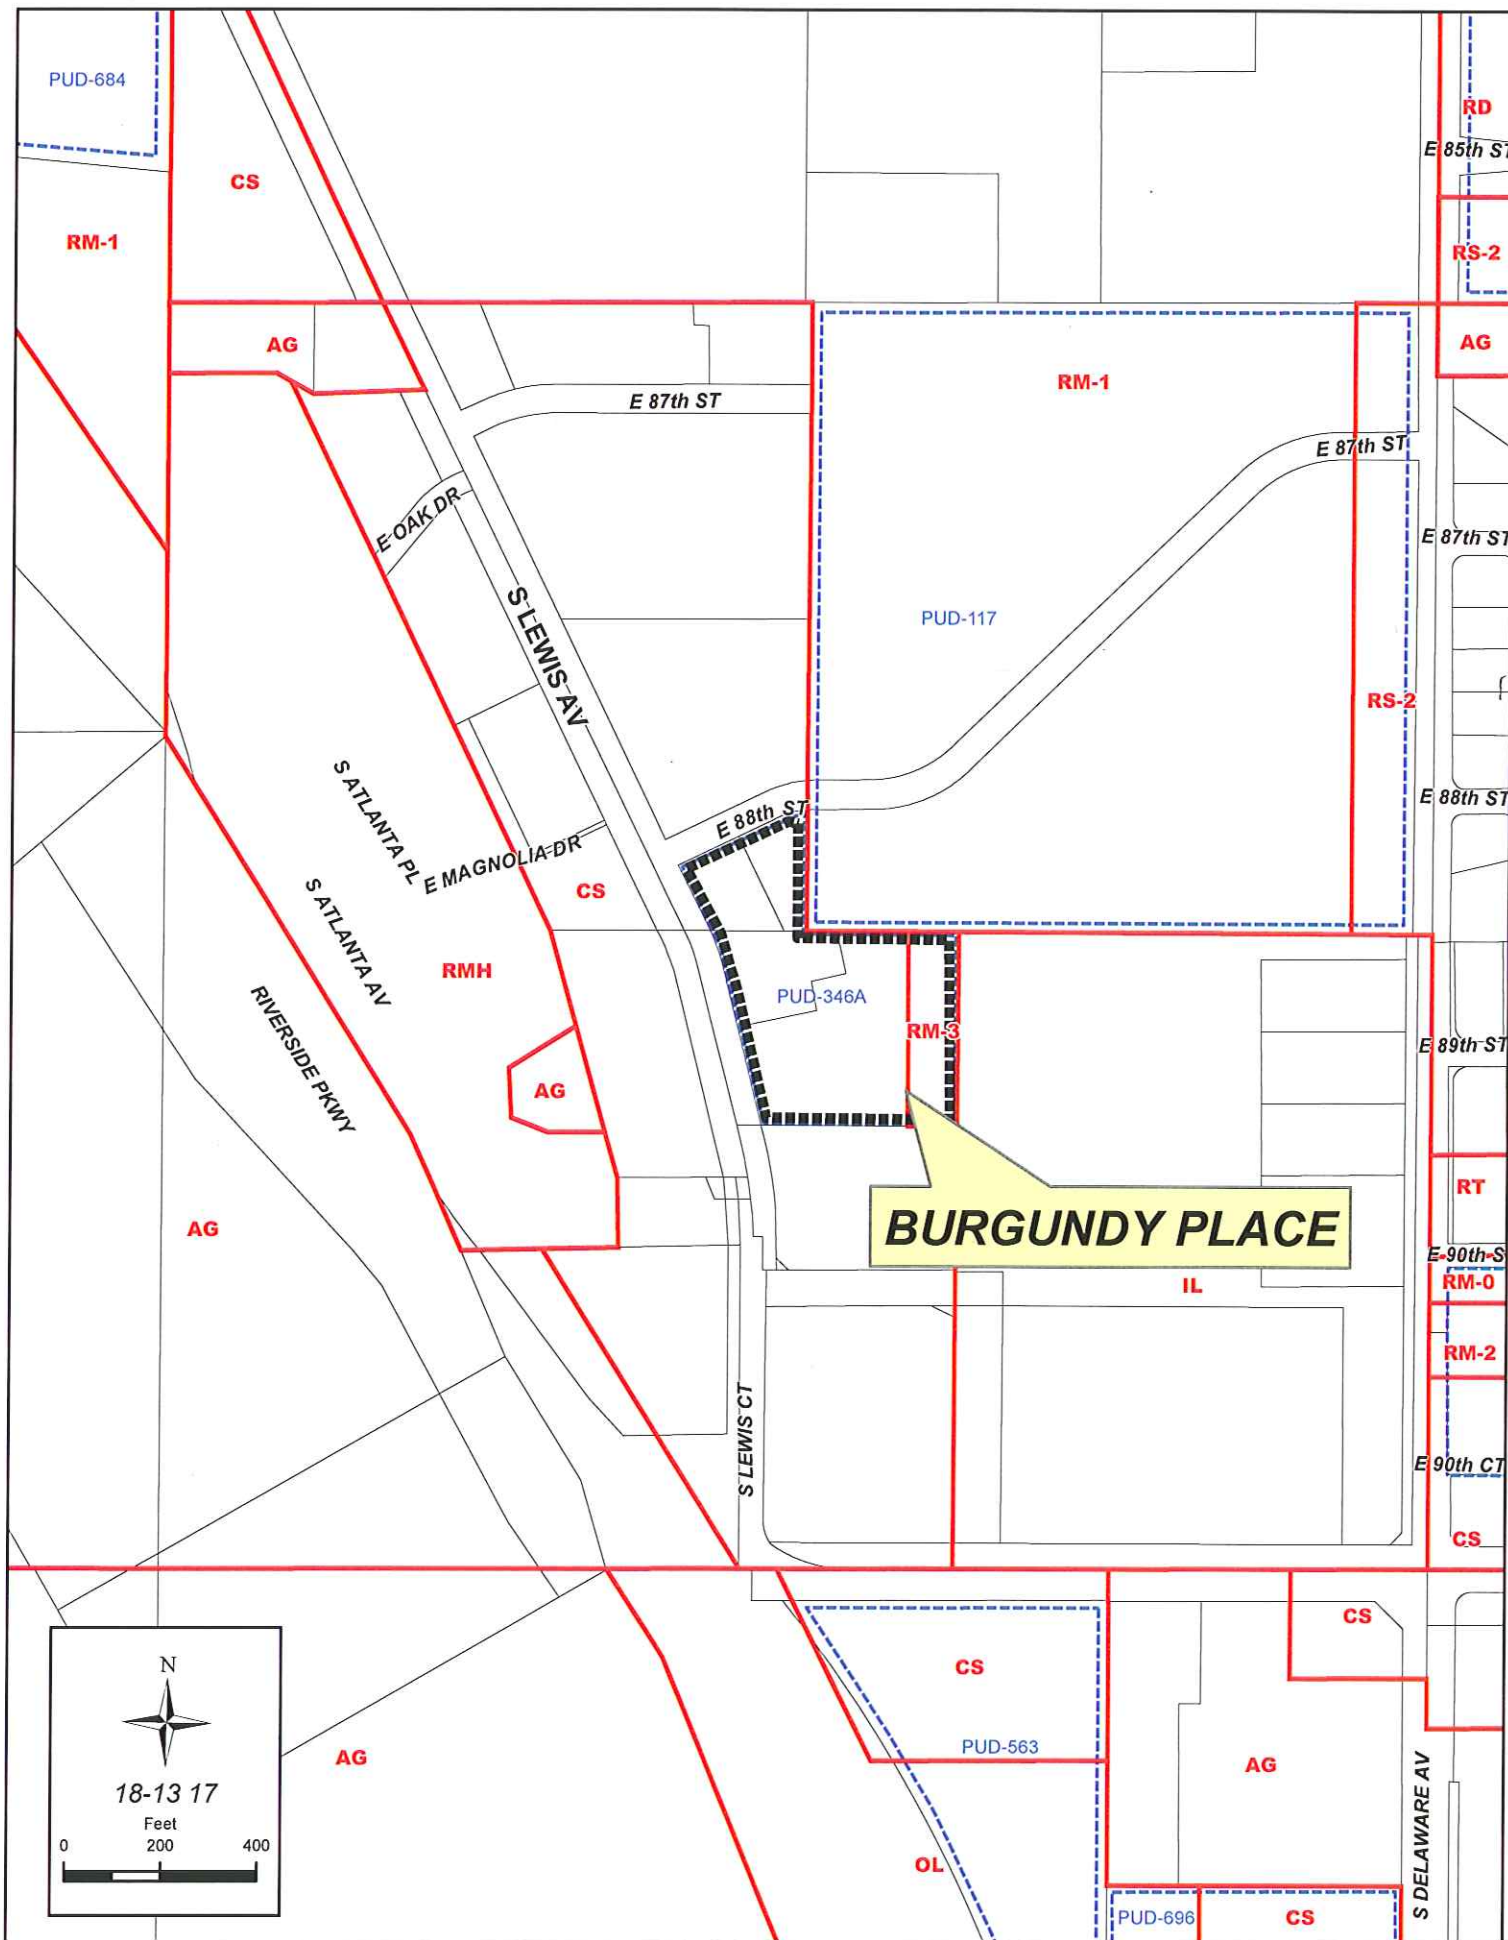 PUD-684
RD
E 85th ST
CS
RM-1
RS-2
AG
AG
RM-1
E 87th ST
E 87th ST
E OAK DR
E 87th ST
S LEWIS AV
PUD-117
RS-2
S ATLANTA PL
E 88th ST
E 88th ST
E MAGNOLIA DR
CS
S ATLANTA AV
RMH
PUD-346A
RIVERSIDE PKWY
RM-3
E 89th ST
AG
RT
AG
BURGUNDY PLACE
E 90th S
IL
RM-0
RM-2
S LEWIS CT
E 90th CT
CS
CS
CS
N
PUD-563
AG
AG
18-13 17
Feet
0 200 400
S DELAWARE AV
OL
PUD-696
CS